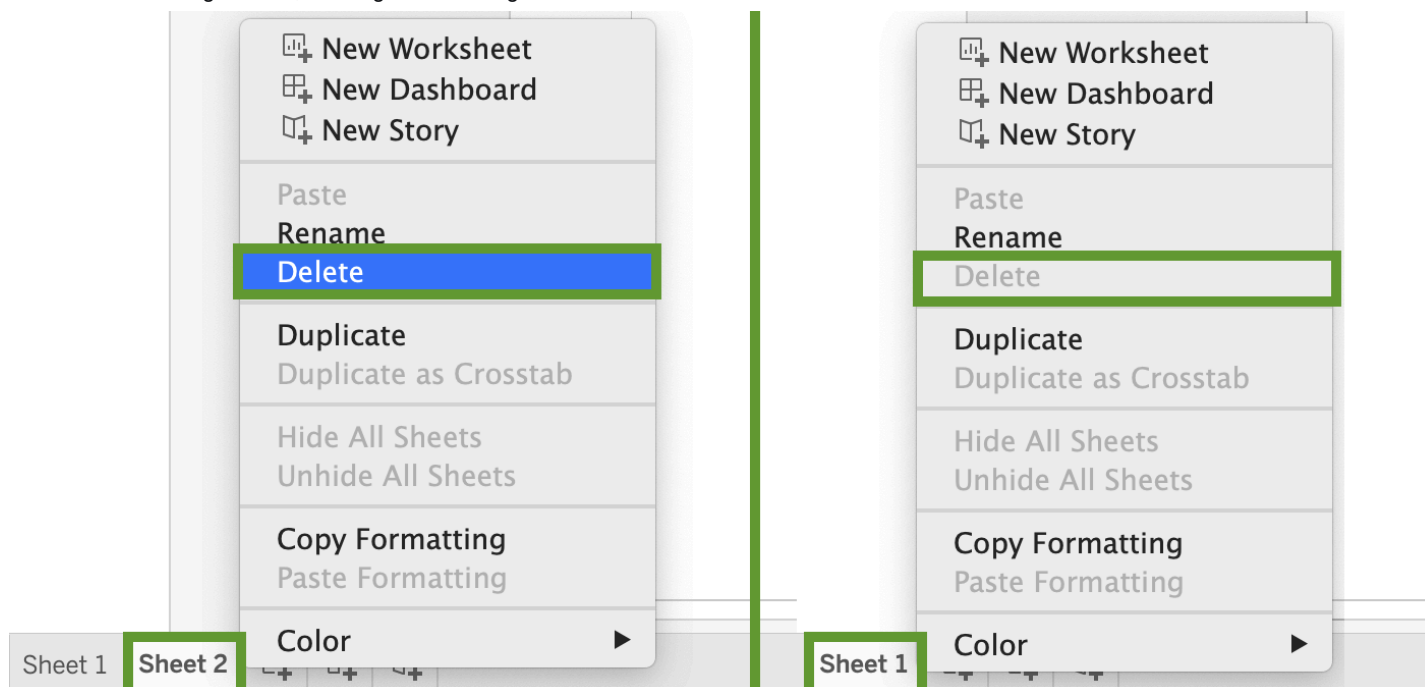 New Worksheet
New Dashboard
New Story
Paste
Rename
Delete
Duplicate
Duplicate as Crosstab
Hide All Sheets
Unhide All Sheets
Copy Formatting
Paste Formatting
Color
Sheet 1 Sheet 2
New Worksheet
New Dashboard
New Story
Paste
Rename
Delete
Duplicate
Duplicate as Crosstab
Hide All Sheets
Unhide All Sheets
Copy Formatting
Paste Formatting
Color
Sheet 1